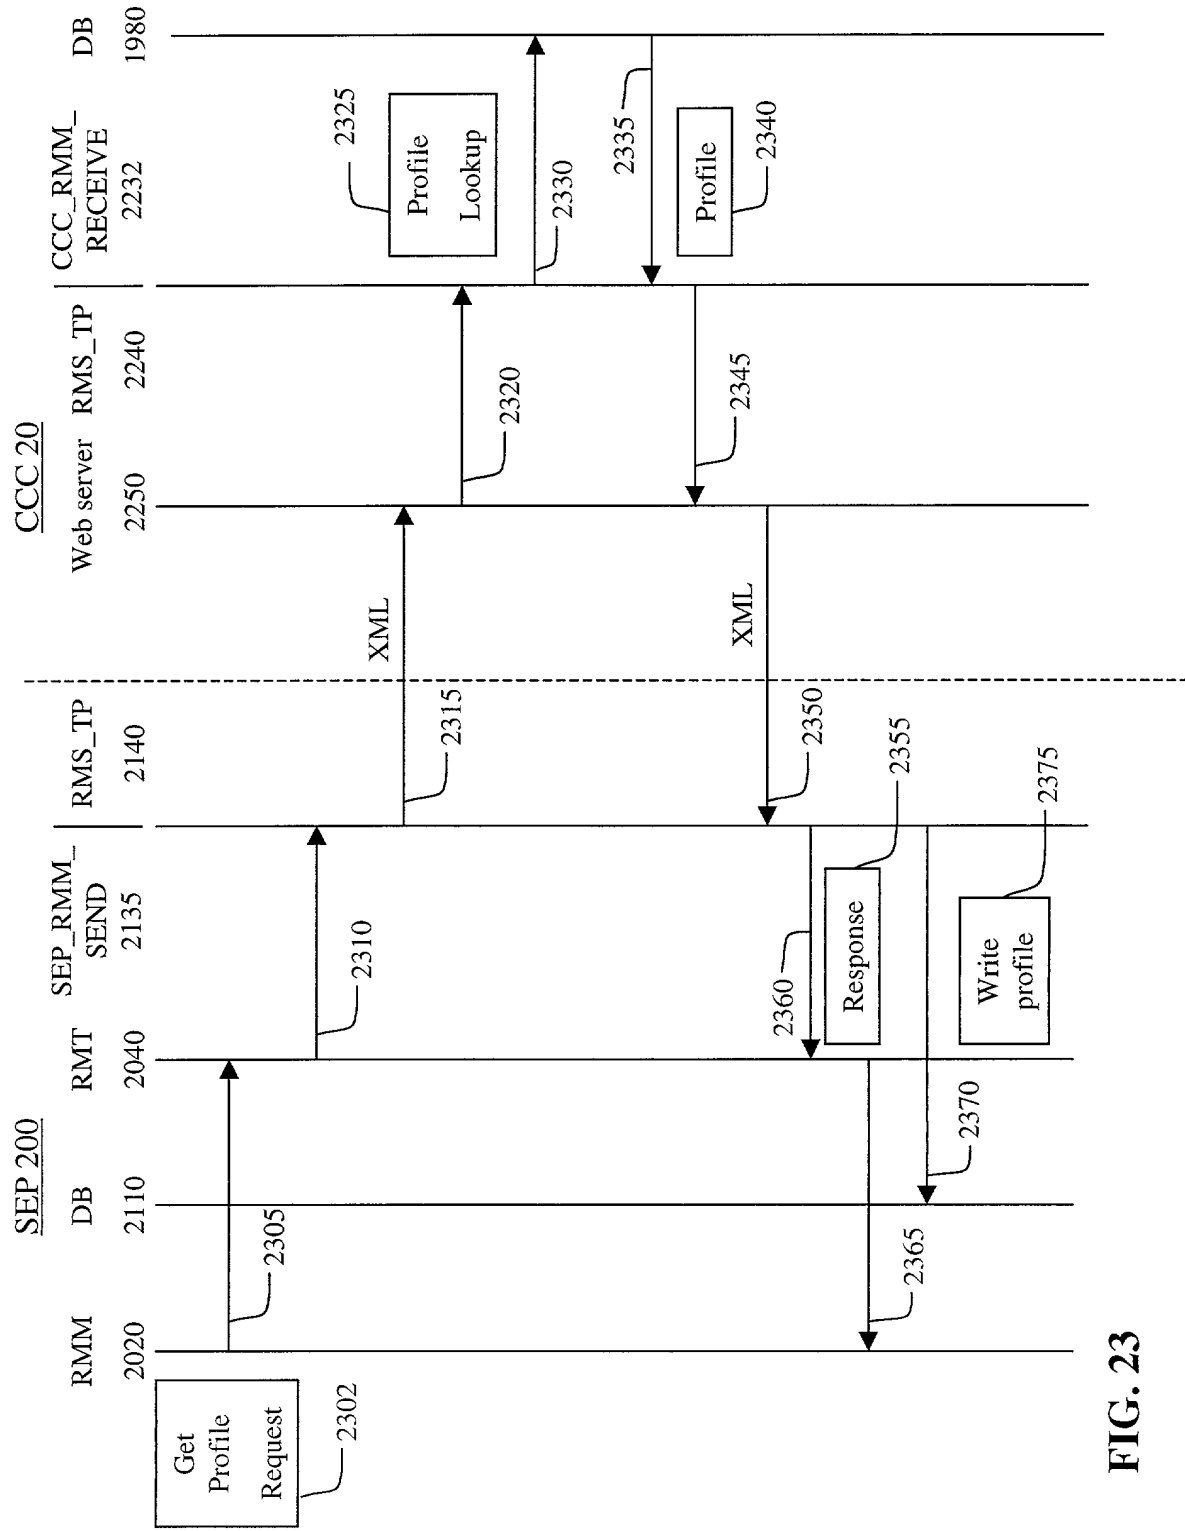 SEP 200
CCC 20
RMM
2020
DB
2110
RMT
2040
SEP_RMM_
SEND
2135
RMS_TP
2140
Web server
2250
RMS_TP
2240
CCC_RMM_
RECEIVE
2232
DB
1980
Get
Profile
Request
2302
2305
2310
2315
XML
2320
Profile
Lookup
2325
2330
2335
Profile
2340
2345
XML
2350
2360
Response
2355
2365
2370
Write
profile
2375
FIG. 23